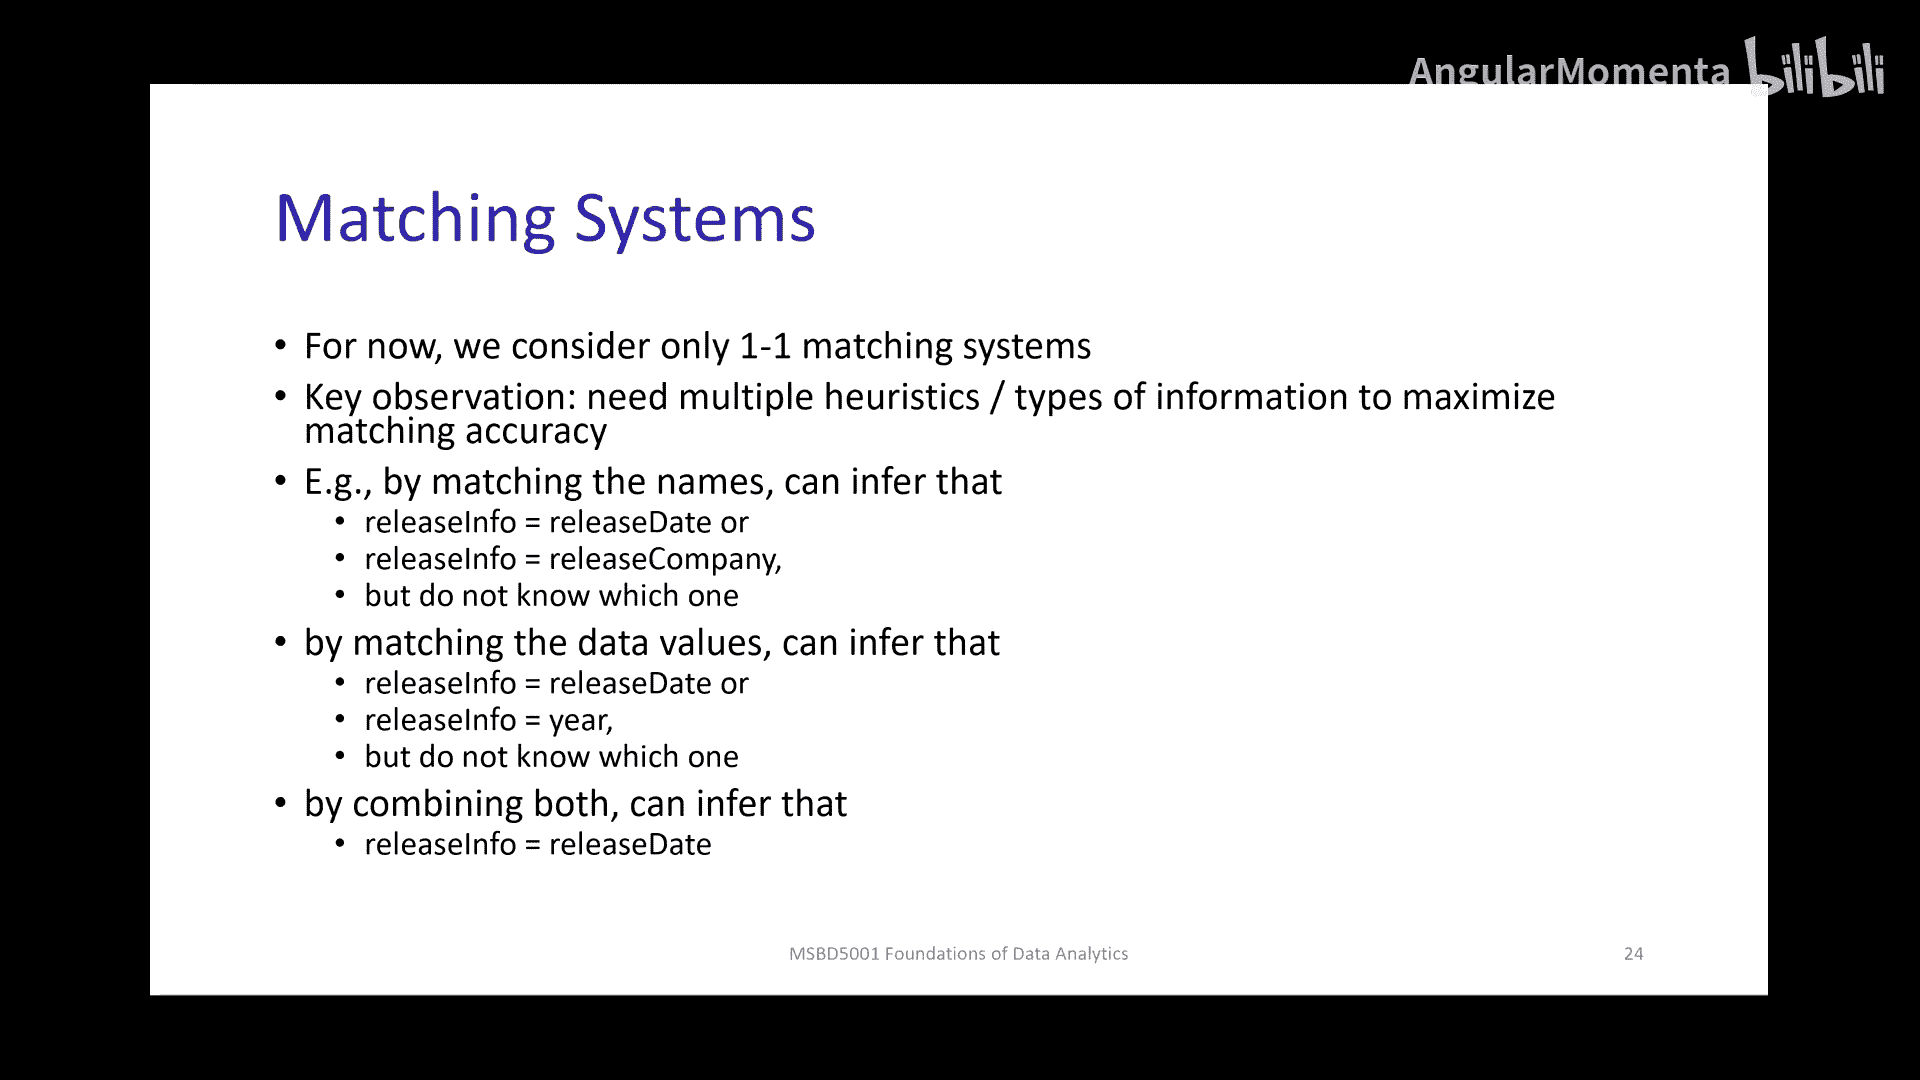 AngularMomenta bilibili
Matching Systems
• For now, we consider only 1-1 matching systems
• Key observation: need multiple heuristics / types of information to maximize
matching accuracy
• E.g., by matching the names, can infer that
• releaseInfo = releaseDate or
• releaseInfo = releaseCompany,
• but do not know which one
• by matching the data values, can infer that
• releaseInfo = releaseDate or
• releaseInfo = year,
• but do not know which one
• by combining both, can infer that
• releaseInfo = releaseDate
MSBD5001 Foundations of Data Analytics
24